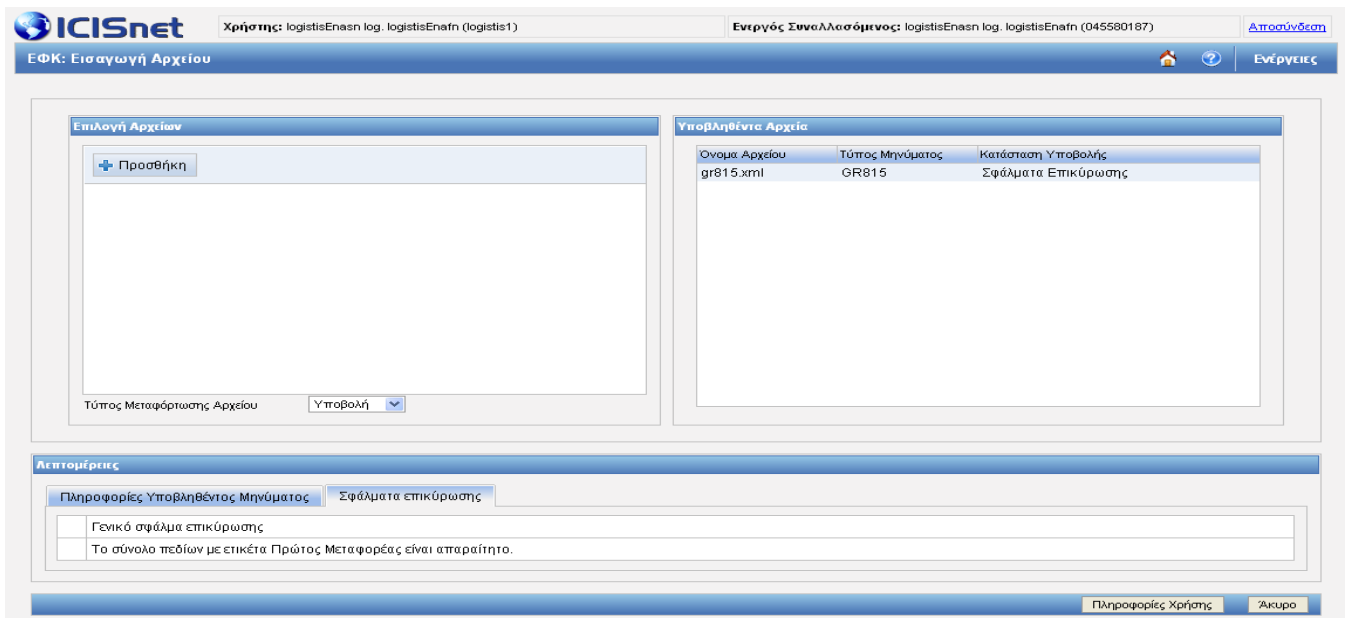 ICISnet
Χρήστης: logistisEnasn log. logistisEnafn (logistis1)
Ενεργός Συναλλασόμενος: logistisEnasn log. logistisEnafn (045580187)
Αποσύνδεση
ΕΦΚ: Εισαγωγή Αρχείου
Ενέργειες
Επιλογή Αρχείων
Προσθήκη
Τύπος Μεταφόρτωσης Αρχείου Υποβολή
Υποβληθέντα Αρχεία
Όνομα Αρχείου Τύπος Μηνύματος Κατάσταση Υποβολής
gr815.xml GR815 Σφάλματα Επικύρωσης
Λεπτομέρειες
Πληροφορίες Υποβληθέντος Μηνύματος Σφάλματα επικύρωσης
Γενικό σφάλμα επικύρωσης
Το σύνολο πεδίων με ετικέτα Πρώτος Μεταφορέας είναι απαραίτητο.
Πληροφορίες Χρήσης Άκυρο